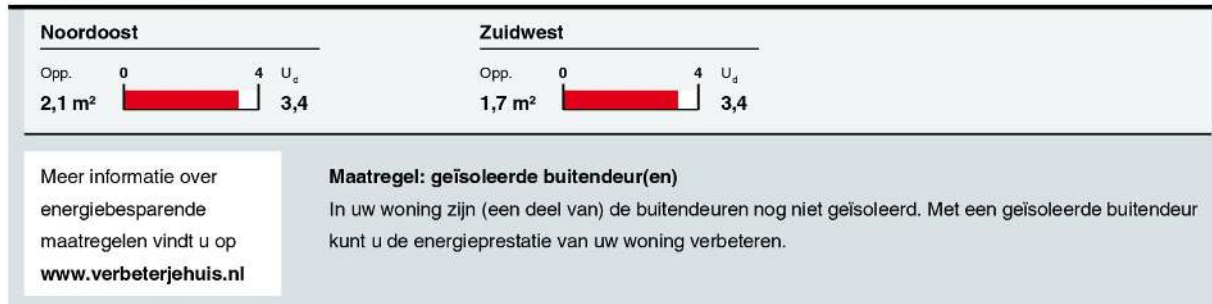 Noordoost
Opp. 0 4 U_d
2,1 m² 3,4
Zuidwest
Opp. 0 4 U_d
1,7 m² 3,4
Meer informatie over
energiebesparende
maatregelen vindt u op
www.verbeterjehuis.nl
Maatregel: geïsoleerde buitendeur(en)
In uw woning zijn (een deel van) de buitendeuren nog niet geïsoleerd. Met een geïsoleerde buitendeur
kunt u de energieprestatie van uw woning verbeteren.